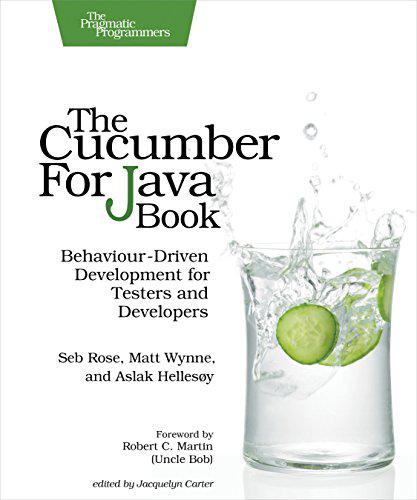 The
Pragmatic
Programmers
The
Cucumber
For Java
Book
Behaviour-Driven
Development for
Testers and
Developers
Seb Rose, Matt Wynne,
and Aslak Hellesøy
Foreword by
Robert C. Martin
(Uncle Bob)
edited by Jacquelyn Carter